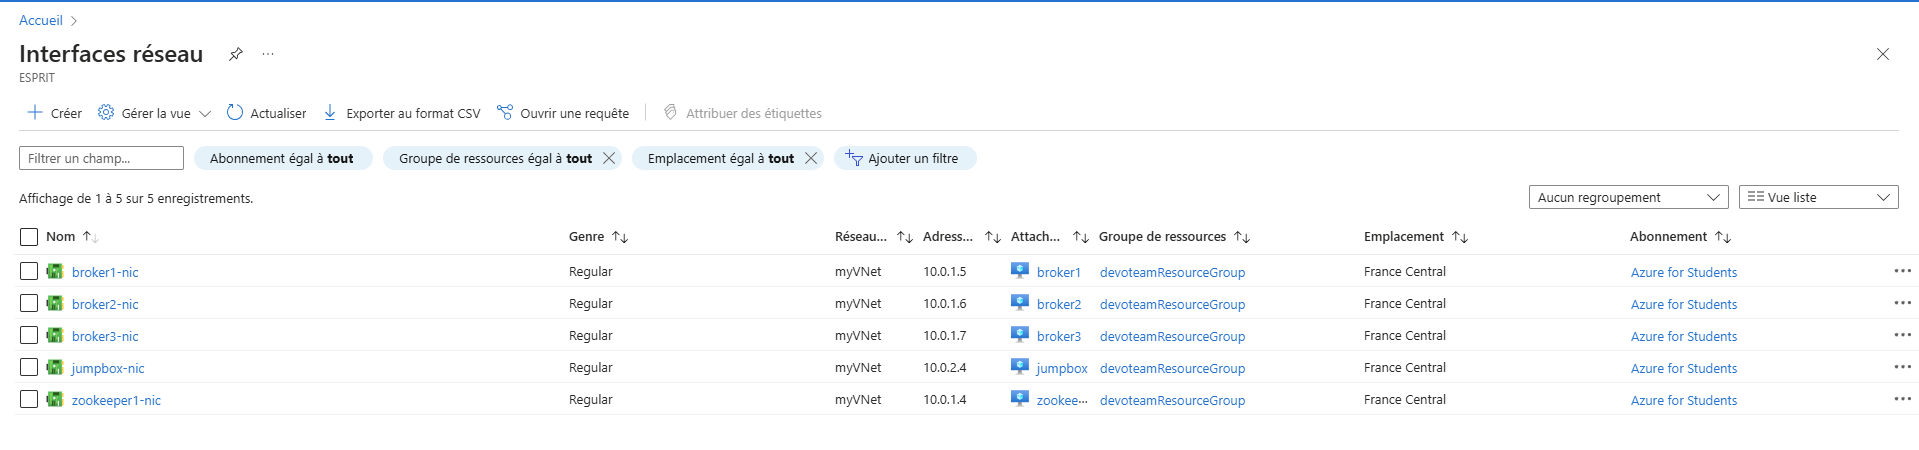 Accueil
Interfaces réseau
ESPRIT
Créer Gérer la vue Actualiser Exporter au format CSV Ouvrir une requête Attribuer des étiquettes
Filtrer un champ... Abonnement égal à tout Groupe de ressources égal à tout Emplacement égal à tout Ajouter un filtre
Affichage de 1 à 5 sur 5 enregistrements. Aucun regroupement Vue liste
Nom Genre Réseau... Adress... Attach... Groupe de ressources Emplacement Abonnement
broker1-nic Regular myVNet 10.0.1.5 broker1 devoteamResourceGroup France Central Azure for Students
broker2-nic Regular myVNet 10.0.1.6 broker2 devoteamResourceGroup France Central Azure for Students
broker3-nic Regular myVNet 10.0.1.7 broker3 devoteamResourceGroup France Central Azure for Students
jumpbox-nic Regular myVNet 10.0.2.4 jumpbox devoteamResourceGroup France Central Azure for Students
zookeeper1-nic Regular myVNet 10.0.1.4 zookee... devoteamResourceGroup France Central Azure for Students